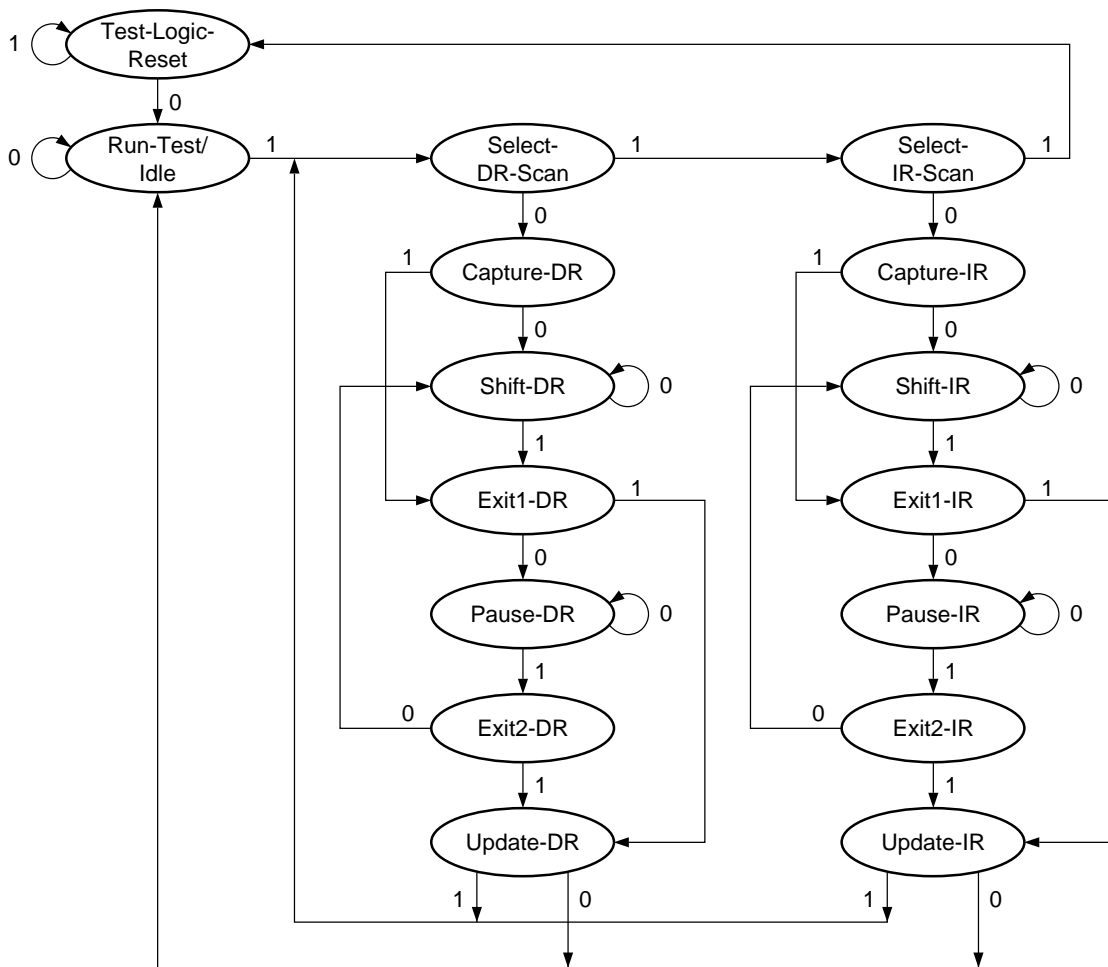 Test-Logic-
Reset
1
0
Run-Test/
Idle
0
1
Select-
DR-Scan
1
Select-
IR-Scan
1
0
0
1
Capture-DR
1
Capture-IR
0
0
Shift-DR
0
Shift-IR
0
1
1
Exit1-DR
1
Exit1-IR
1
0
0
Pause-DR
0
Pause-IR
0
1
1
0
Exit2-DR
0
Exit2-IR
1
1
Update-DR
Update-IR
1
0
1
0